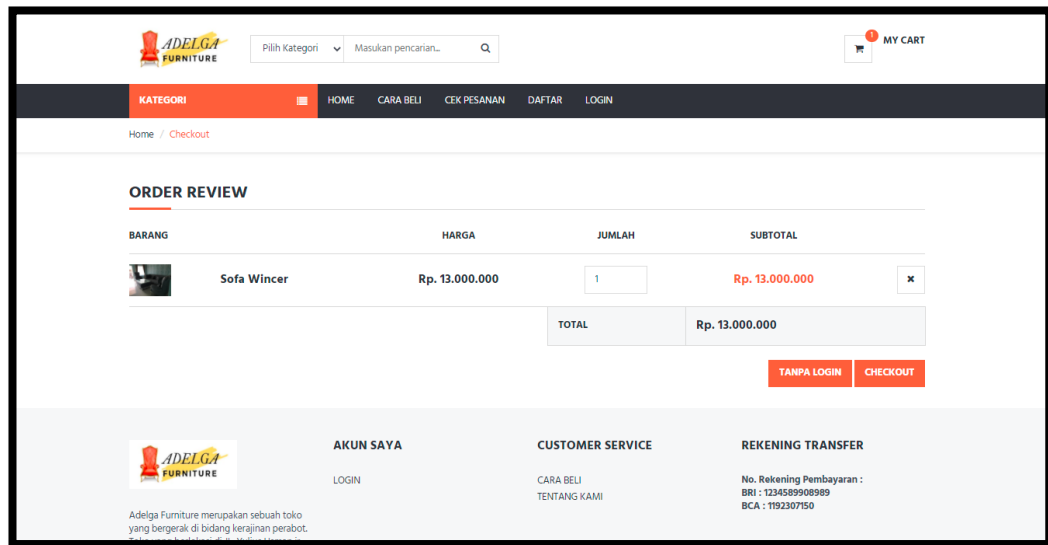 ADELGA
FURNITURE
Pilih Kategori
Masukan pencarian...
1
MY CART
KATEGORI
HOME
CARA BELI
CEK PESANAN
DAFTAR
LOGIN
Home / Checkout
ORDER REVIEW
BARANG
HARGA
JUMLAH
SUBTOTAL
Sofa Wincer
Rp. 13.000.000
1
Rp. 13.000.000
TOTAL
Rp. 13.000.000
TANPA LOGIN
CHECKOUT
ADELGA
FURNITURE
Adelga Furniture merupakan sebuah toko
yang bergerak di bidang kerajinan perabot.
AKUN SAYA
LOGIN
CUSTOMER SERVICE
CARA BELI
TENTANG KAMI
REKENING TRANSFER
No. Rekening Pembayaran :
BRI : 1234589908989
BCA : 1192307150